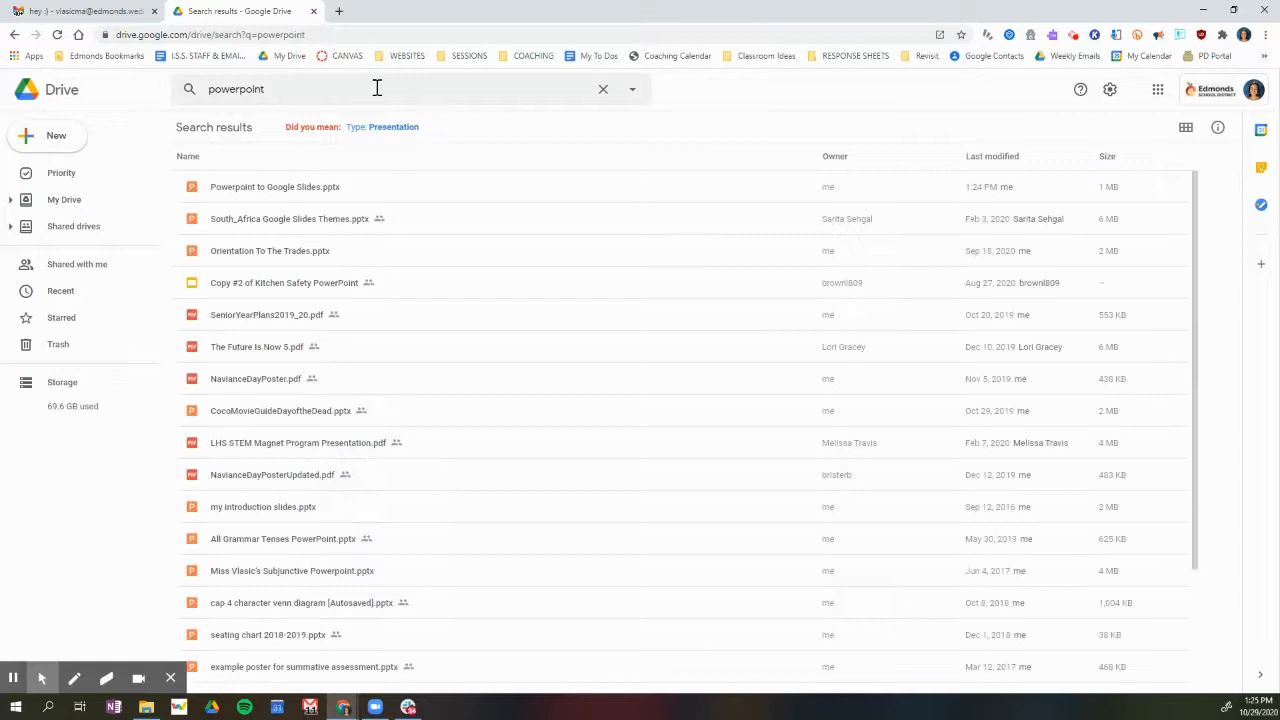 hey :) - vlasicma@edmonds.wed
Search results - Google Drive
drive.google.com/drive/search?q=powerpoint
Apps
Edmonds Bookmarks
I.S.S. STAFF & EMAIL...
My Drive
CANVAS
WEBSITES
SESSIONS
COACHING
My To Dos
Coaching Calendar
Classroom Ideas
RESPONSE SHEETS
Google Contacts
Weekly Emails
My Calendar
PD Portal
»
Drive
powerpoint
Edmonds
SCHOOL DISTRICT
New
Search results
Did you mean: Type: Presentation
Name Owner Last modified Size
Priority
My Drive
Shared drives
Shared with me
Recent
Starred
Trash
Storage
69.6 GB used
Powerpoint to Google Slides.pptx me 1:24 PM me 1 MB
South_Africa Google Slides Themes.pptx Sarita Sehgal Feb 3, 2020 Sarita Sehgal 6 MB
Orientation To The Trades.pptx me Sep 18, 2020 me 2 MB
Copy #2 of Kitchen Safety PowerPoint brownl809 Aug 27, 2020 brownl809 –
SeniorYearPlans2019_20.pdf me Oct 20, 2019 me 553 KB
The Future Is Now 5.pdf Lori Gracey Dec 10, 2019 Lori Gracey 6 MB
NavianceDayPoster.pdf me Nov 5, 2019 me 438 KB
CocoMovieGuideDayoftheDead.pptx me Oct 29, 2019 me 2 MB
LHS STEM Magnet Program Presentation.pdf Melissa Travis Feb 7, 2020 Melissa Travis 4 MB
NavianceDayPosterUpdated.pdf bristerb Dec 12, 2019 me 483 KB
my introduction slides.pptx me Sep 12, 2016 me 2 MB
All Grammar Tenses PowerPoint.pptx me May 30, 2019 me 625 KB
Miss Vlasic's Subjunctive Powerpoint.pptx me Jun 4, 2017 me 4 MB
cap 4 character venn diagram [Autosaved].pptx me Oct 8, 2018 me 1,004 KB
seating chart 2018-2019.pptx me Dec 1, 2018 me 38 KB
example poster for summative assessment.pptx me Mar 12, 2017 me 468 KB
1:25 PM
10/29/2020